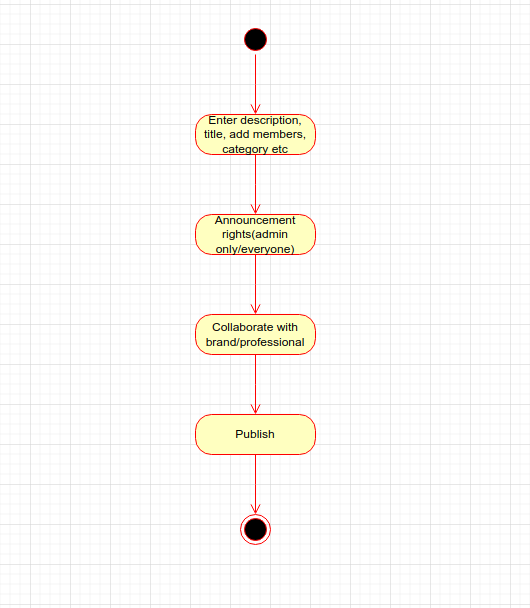 Enter description,
title, add members,
category etc
Announcement
rights(admin
only/everyone)
Collaborate with
brand/professional
Publish